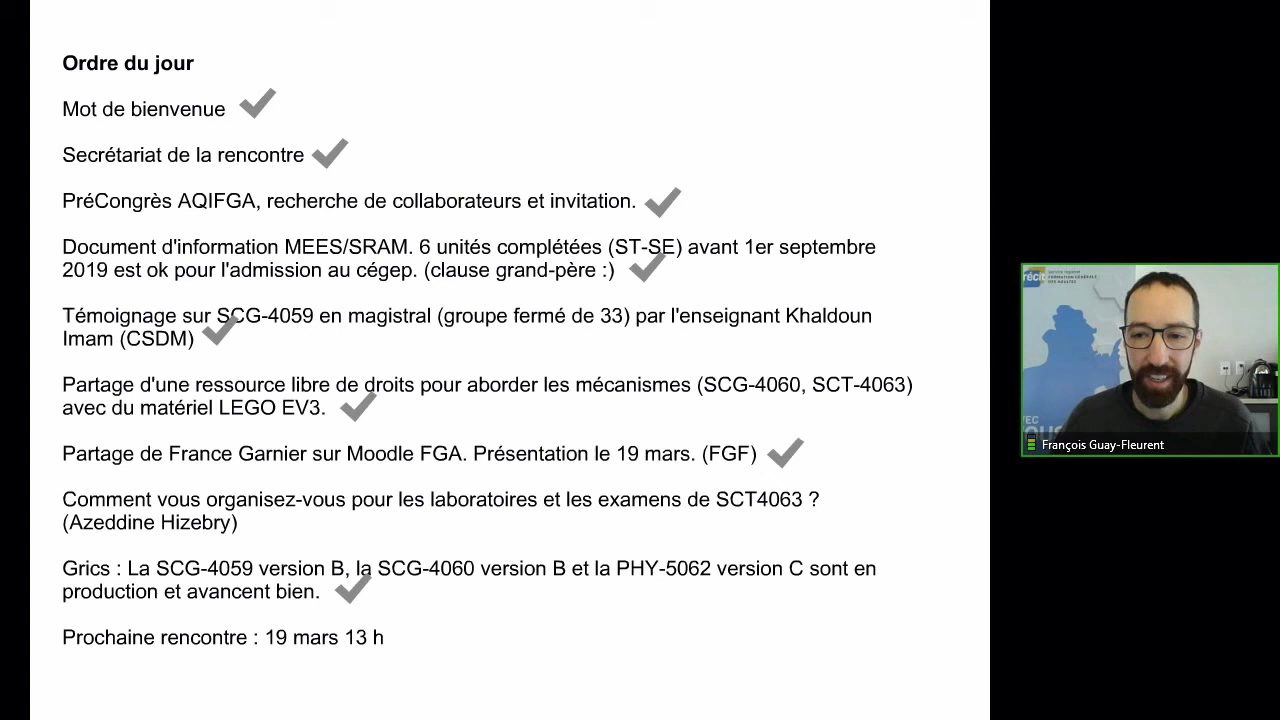 Ordre du jour
Mot de bienvenue
Secrétariat de la rencontre
PréCongrès AQIFGA, recherche de collaborateurs et invitation.
Document d'information MEES/SRAM. 6 unités complétées (ST-SE) avant 1er septembre
2019 est ok pour l'admission au cégep. (clause grand-père :)
Témoignage sur SCG-4059 en magistral (groupe fermé de 33) par l'enseignant Khaldoun
Imam (CSDM)
Partage d'une ressource libre de droits pour aborder les mécanismes (SCG-4060, SCT-4063)
avec du matériel LEGO EV3.
Partage de France Garnier sur Moodle FGA. Présentation le 19 mars. (FGF)
Comment vous organisez-vous pour les laboratoires et les examens de SCT4063 ?
(Azeddine Hizebry)
Grics : La SCG-4059 version B, la SCG-4060 version B et la PHY-5062 version C sont en
production et avancent bien.
Prochaine rencontre : 19 mars 13 h
récit
FORMATION GÉNÉRALE
DES ADULTES
François Guay-Fleurent